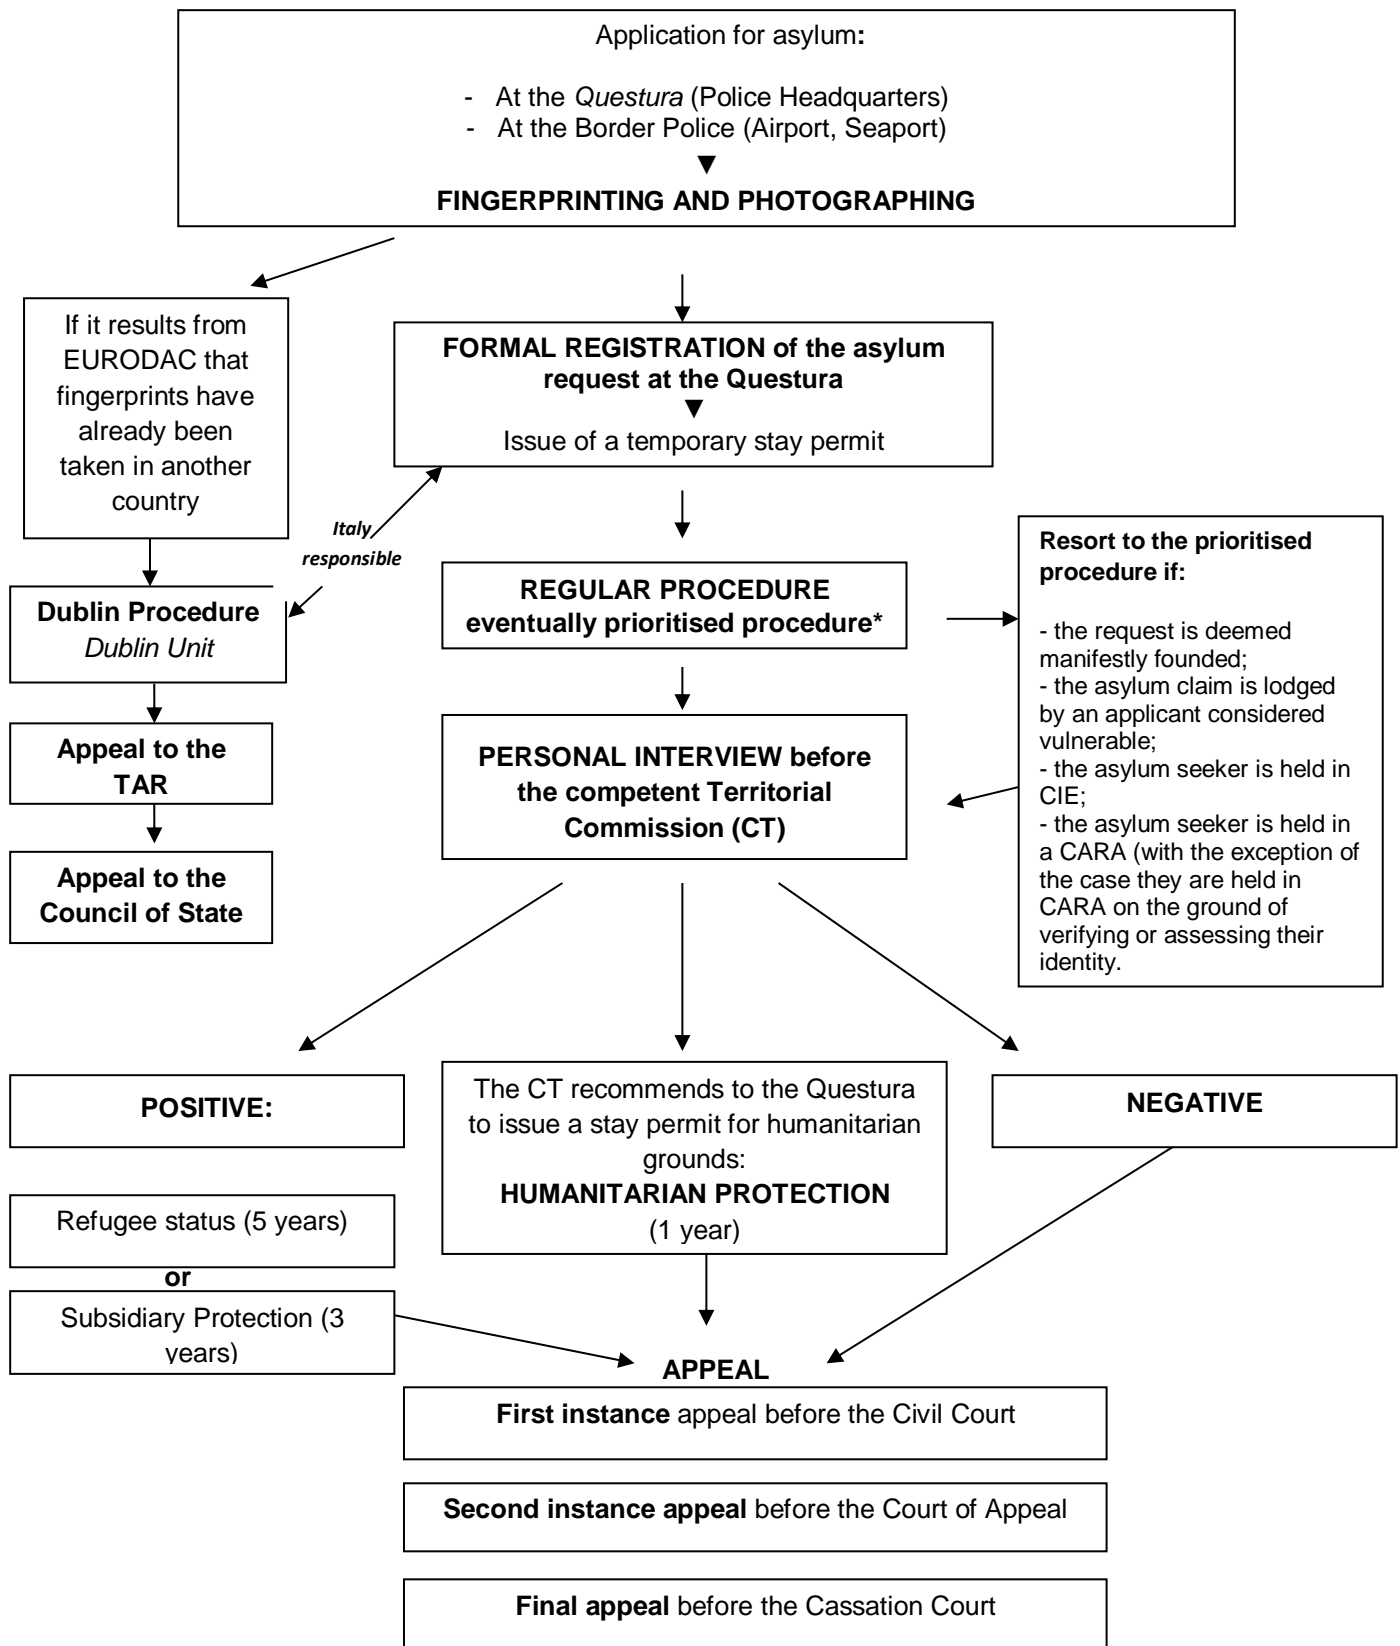 Application for asylum:
- At the Questura (Police Headquarters)
- At the Border Police (Airport, Seaport)
▼
FINGERPRINTING AND PHOTOGRAPHING
If it results from
EURODAC that
fingerprints have
already been
taken in another
country
FORMAL REGISTRATION of the asylum
request at the Questura
▼
Issue of a temporary stay permit
Italy
responsible
Dublin Procedure
Dublin Unit
Appeal to the
TAR
Appeal to the
Council of State
REGULAR PROCEDURE
eventually prioritised procedure*
Resort to the prioritised
procedure if:
- the request is deemed
manifestly founded;
- the asylum claim is lodged
by an applicant considered
vulnerable;
- the asylum seeker is held in
CIE;
- the asylum seeker is held in
a CARA (with the exception of
the case they are held in
CARA on the ground of
verifying or assessing their
identity.
PERSONAL INTERVIEW before
the competent Territorial
Commission (CT)
POSITIVE:
Refugee status (5 years)
or
Subsidiary Protection (3
years)
The CT recommends to the Questura
to issue a stay permit for humanitarian
grounds:
HUMANITARIAN PROTECTION
(1 year)
NEGATIVE
APPEAL
First instance appeal before the Civil Court
Second instance appeal before the Court of Appeal
Final appeal before the Cassation Court